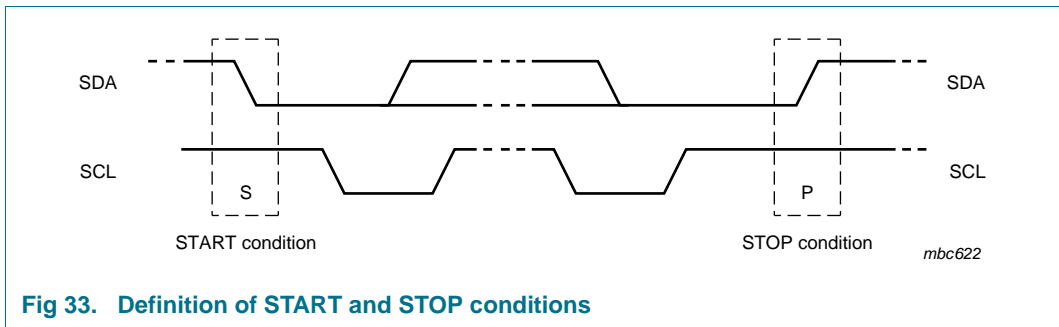 SDA SDA
SCL SCL
S P
START condition STOP condition
mbc622
Fig 33. Definition of START and STOP conditions